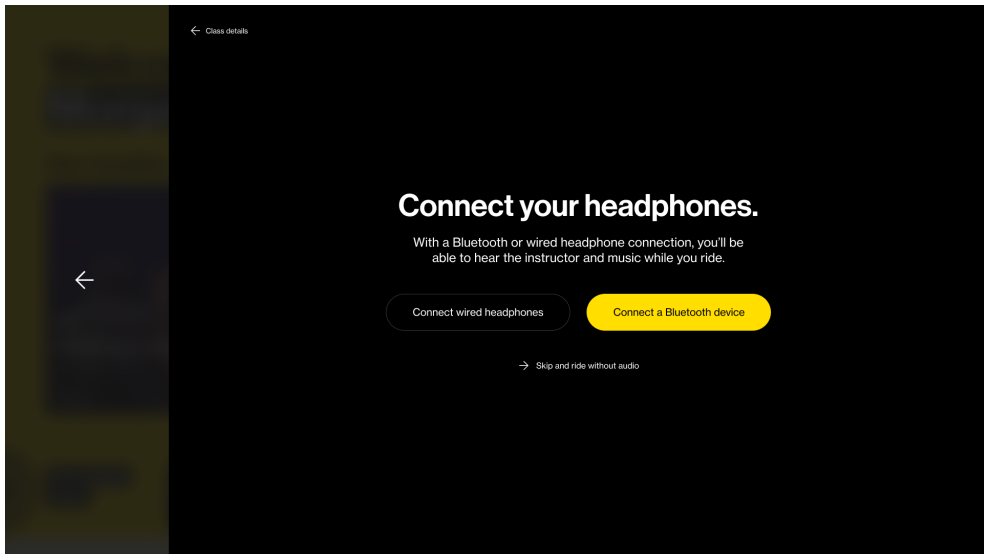 Class details
Connect your headphones.
With a Bluetooth or wired headphone connection, you'll be
able to hear the instructor and music while you ride.
Connect wired headphones
Connect a Bluetooth device
Skip and ride without audio